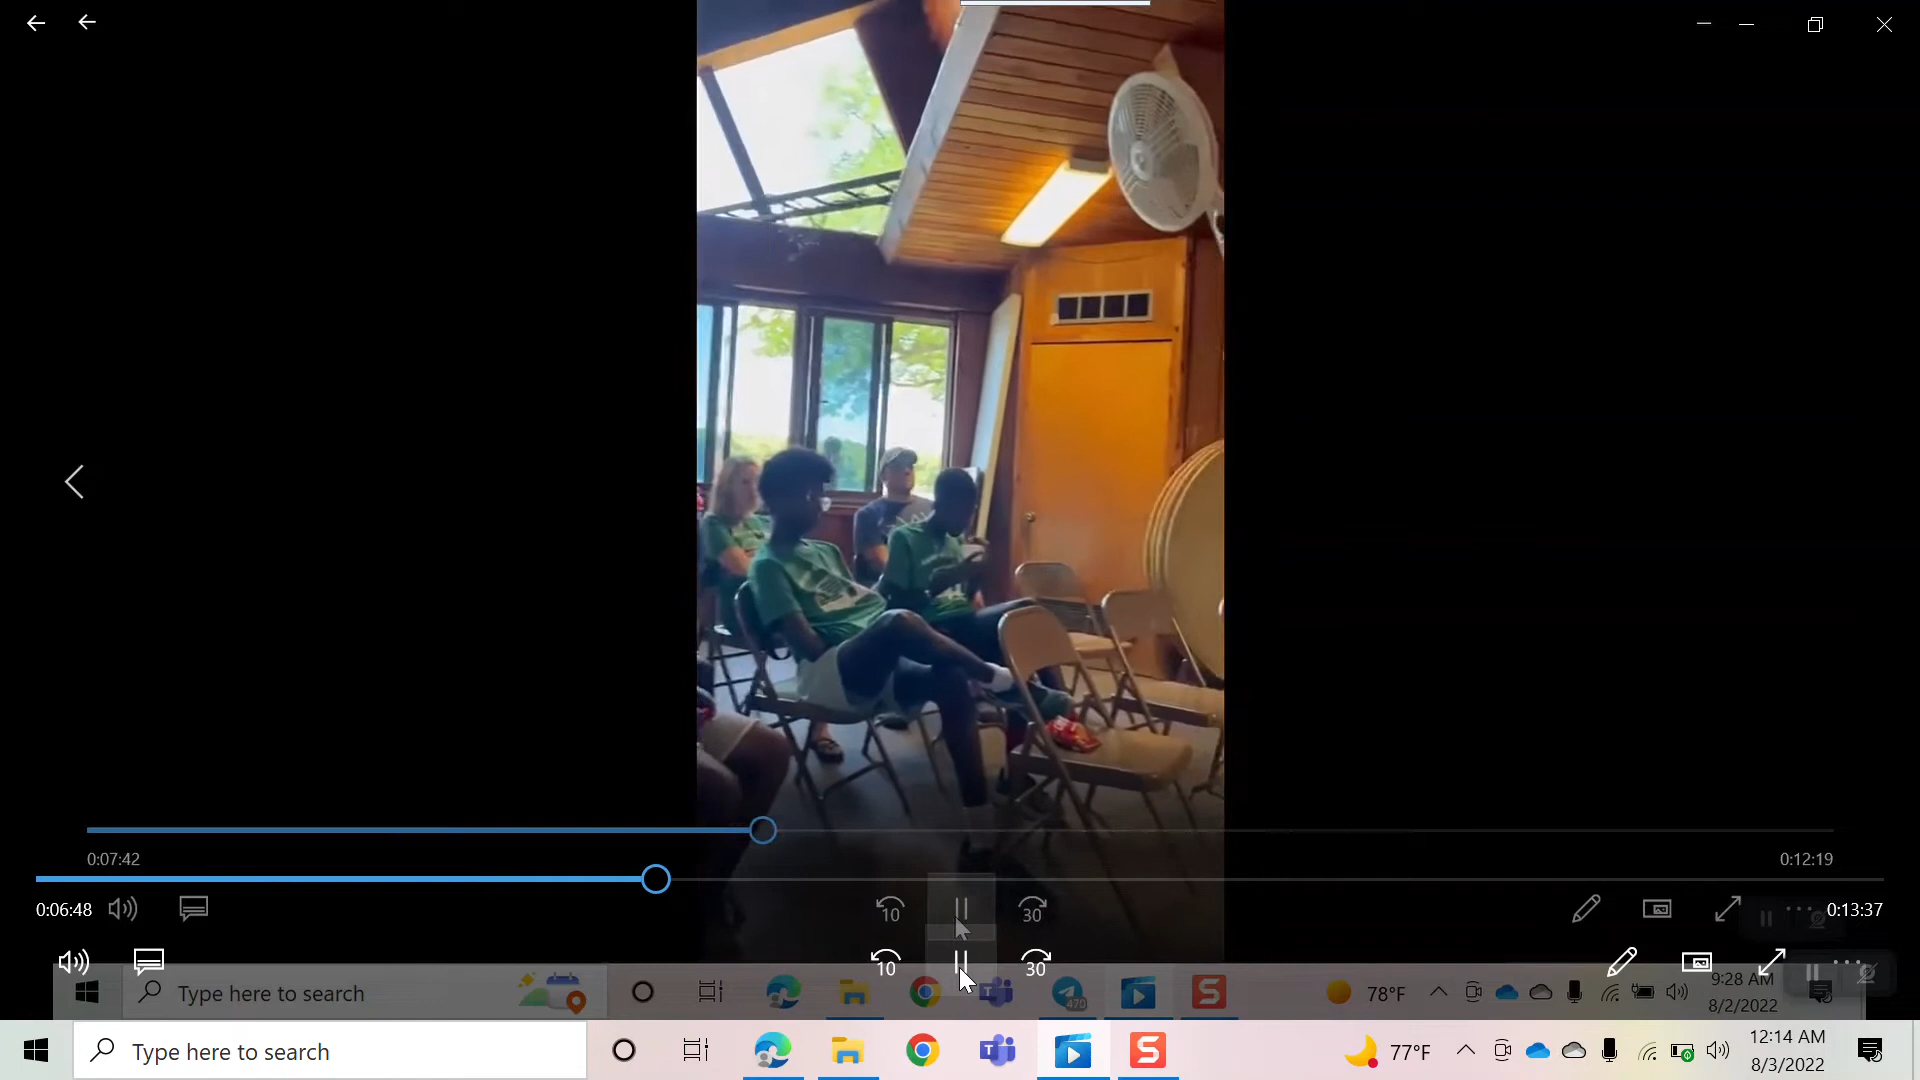 0:07:42
0:12:19
0:06:48
10
30
0:13:37
10
30
Type here to search
470
78°F
9:28 AM
8/2/2022
Type here to search
77°F
12:14 AM
8/3/2022